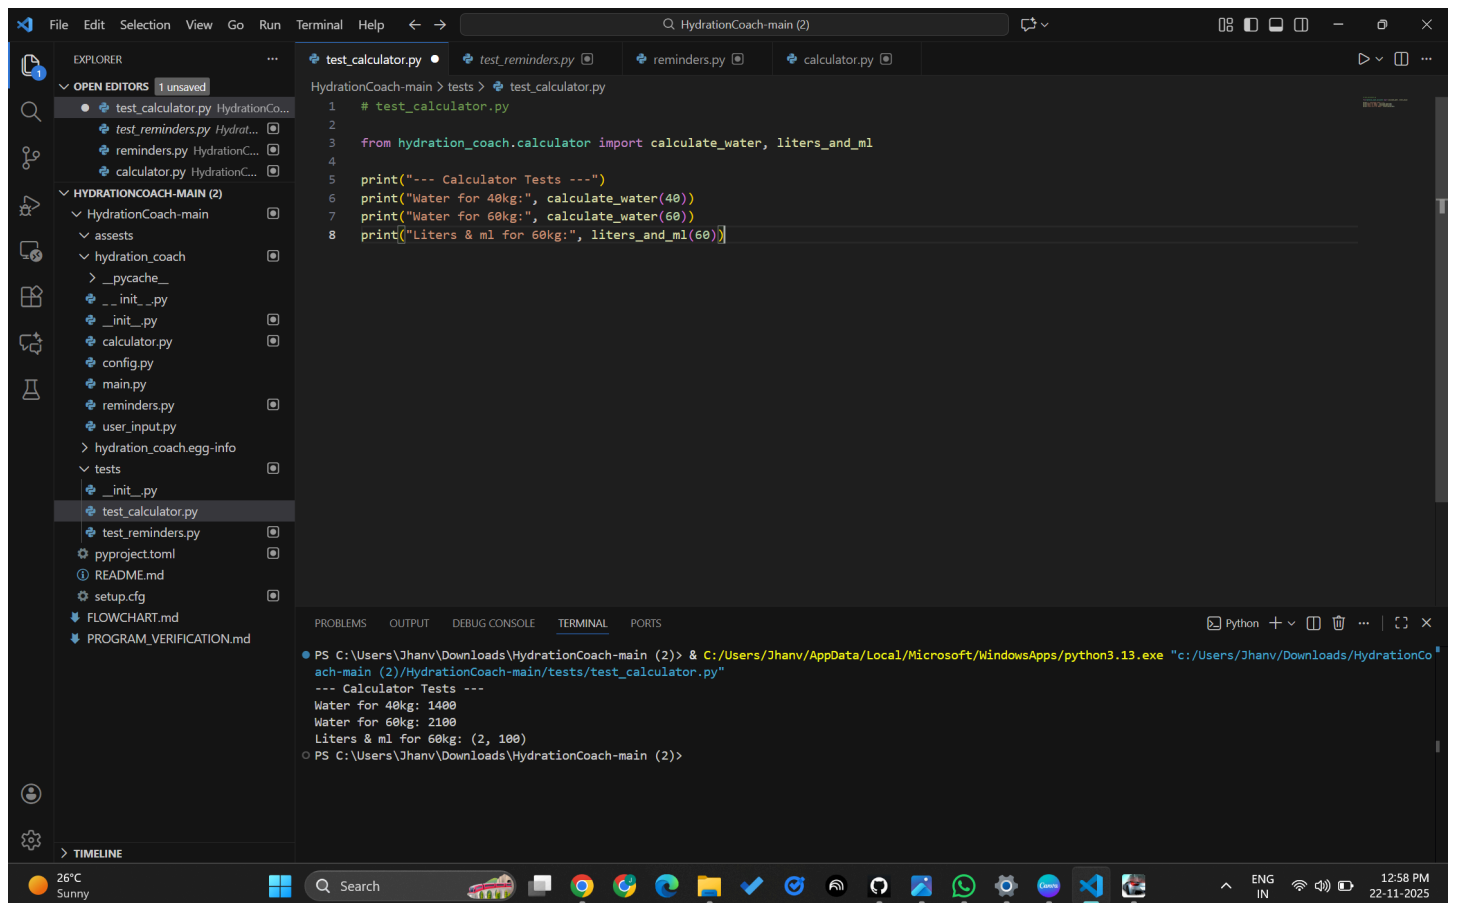 File Edit Selection View Go Run Terminal Help
HydrationCoach-main (2)
EXPLORER
OPEN EDITORS 1 unsaved
test_calculator.py HydrationCo...
test_reminders.py Hydrat...
reminders.py HydrationC...
calculator.py HydrationC...
HYDRATIONCOACH-MAIN (2)
HydrationCoach-main
assests
hydration_coach
__pycache__
_ _ init_ _.py
__init__.py
calculator.py
config.py
main.py
reminders.py
user_input.py
hydration_coach.egg-info
tests
__init__.py
test_calculator.py
test_reminders.py
pyproject.toml
README.md
setup.cfg
FLOWCHART.md
PROGRAM_VERIFICATION.md
TIMELINE
1
test_calculator.py test_reminders.py reminders.py calculator.py
HydrationCoach-main > tests > test_calculator.py
1 # test_calculator.py
2
3 from hydration_coach.calculator import calculate_water, liters_and_ml
4
5 print("--- Calculator Tests ---")
6 print("Water for 40kg:", calculate_water(40))
7 print("Water for 60kg:", calculate_water(60))
8 print("Liters & ml for 60kg:", liters_and_ml(60))
PROBLEMS OUTPUT DEBUG CONSOLE TERMINAL PORTS
Python
PS C:\Users\Jhanv\Downloads\HydrationCoach-main (2)> & C:/Users/Jhanv/AppData/Local/Microsoft/WindowsApps/python3.13.exe "c:/Users/Jhanv/Downloads/HydrationCo
ach-main (2)/HydrationCoach-main/tests/test_calculator.py"
--- Calculator Tests ---
Water for 40kg: 1400
Water for 60kg: 2100
Liters & ml for 60kg: (2, 100)
PS C:\Users\Jhanv\Downloads\HydrationCoach-main (2)>
26°C
Sunny
Search
Canva
ENG
IN
12:58 PM
22-11-2025